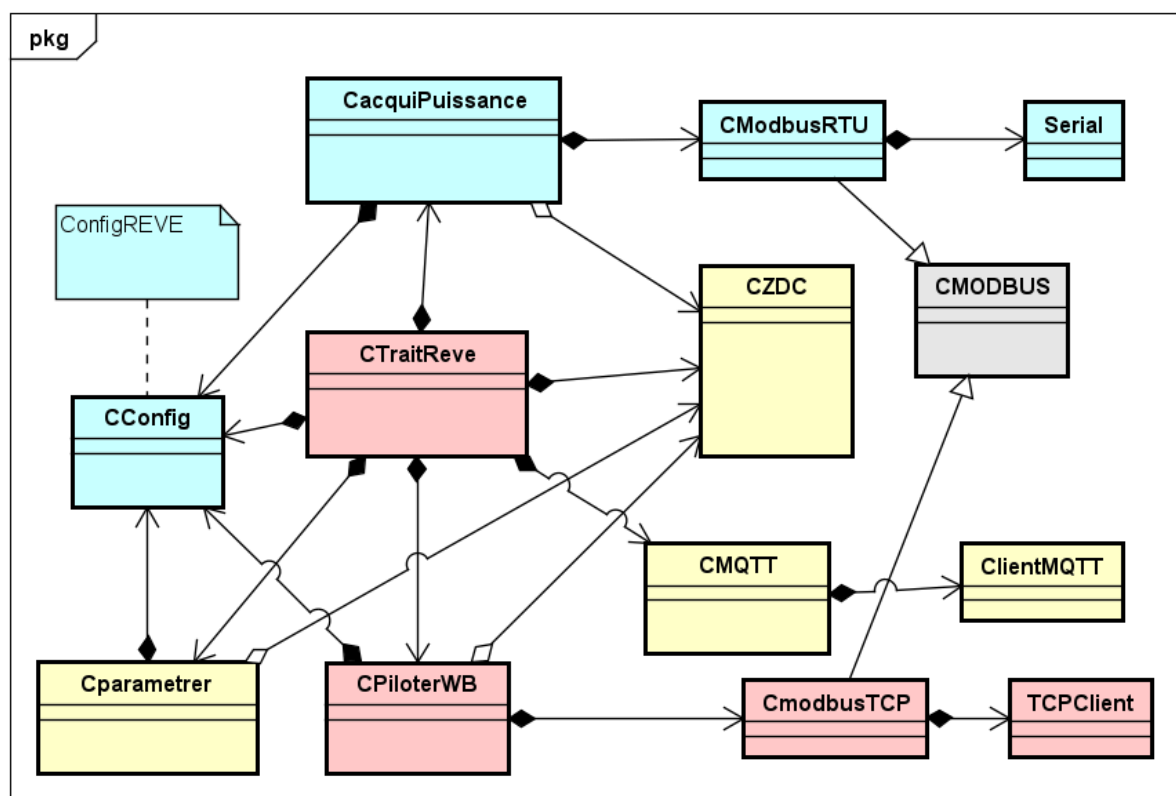 pkg
CacquiPuissance
CModbusRTU
Serial
ConfigREVE
CZDC
CMODBUS
CTraitReve
CConfig
CMQTT
ClientMQTT
Cparametrer
CPiloterWB
CmodbusTCP
TCPClient